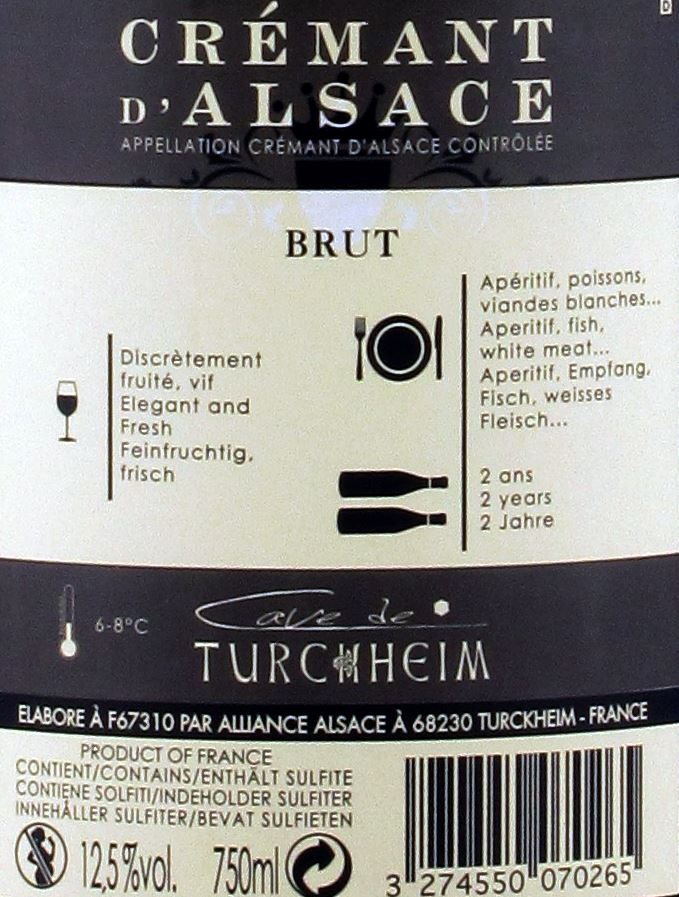 CRÉMANT
D'ALSACE
APPELLATION CRÉMANT D'ALSACE CONTRÔLÉE
BRUT
Discrètement
fruité, vif
Elegant and
Fresh
Feinfruchtig,
frisch
Apéritif, poissons,
viandes blanches...
Aperitif, fish,
white meat...
Aperitif, Empfang,
Fisch, weisses
Fleisch...
2 ans
2 years
2 Jahre
6-8°C
Cave de
TURCKHEIM
ELABORE À F67310 PAR ALLIANCE ALSACE À 68230 TURCKHEIM - FRANCE
PRODUCT OF FRANCE
CONTIENT/CONTAINS/ENTHÄLT SULFITE
CONTIENE SOLFITI/INDEHOLDER SULFITER
INNEHÅLLER SULFITER/BEVAT SULFIETEN
12,5%vol. 750ml
3 274550 070265
D